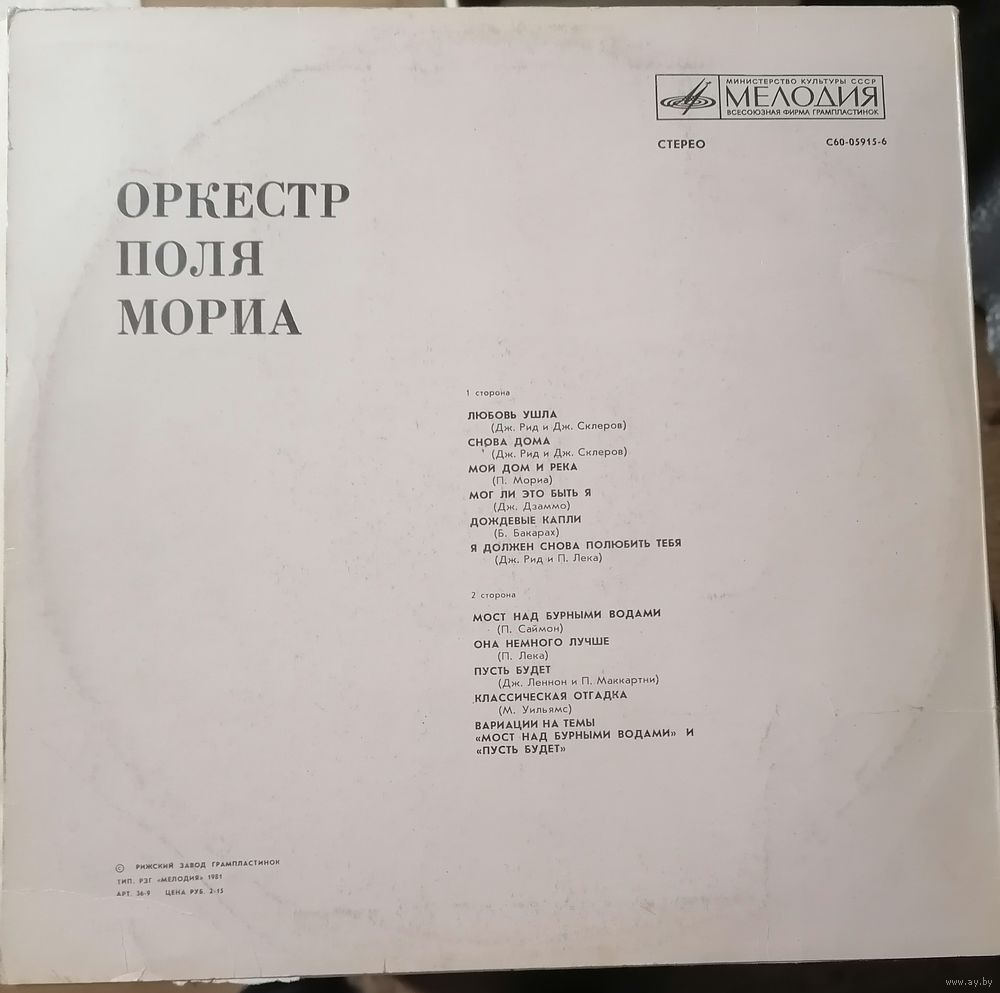 МИНИСТЕРСТВО КУЛЬТУРЫ СССР
МЕЛОДИЯ
ВСЕСОЮЗНАЯ ФИРМА ГРАМПЛАСТИНОК
СТЕРЕО С60-05915-6
ОРКЕСТР
ПОЛЯ
МОРИА
1 сторона
ЛЮБОВЬ УШЛА
(Дж. Рид и Дж. Склеров)
СНОВА ДОМА
(Дж. Рид и Дж. Склеров)
МОЙ ДОМ И РЕКА
(П. Мориа)
МОГ ЛИ ЭТО БЫТЬ Я
(Дж. Дзаммо)
ДОЖДЕВЫЕ КАПЛИ
(Б. Бакарах)
Я ДОЛЖЕН СНОВА ПОЛЮБИТЬ ТЕБЯ
(Дж. Рид и П. Лека)
2 сторона
МОСТ НАД БУРНЫМИ ВОДАМИ
(П. Саймон)
ОНА НЕМНОГО ЛУЧШЕ
(П. Лека)
ПУСТЬ БУДЕТ
(Дж. Леннон и П. Маккартни)
КЛАССИЧЕСКАЯ ОТГАДКА
(М. Уильямс)
ВАРИАЦИИ НА ТЕМЫ
«МОСТ НАД БУРНЫМИ ВОДАМИ» И
«ПУСТЬ БУДЕТ»
© РИЖСКИЙ ЗАВОД ГРАМПЛАСТИНОК
ТИП. РЗГ «МЕЛОДИЯ» 1981
АРТ. 36-9 ЦЕНА РУБ. 2-15
www.ay.by